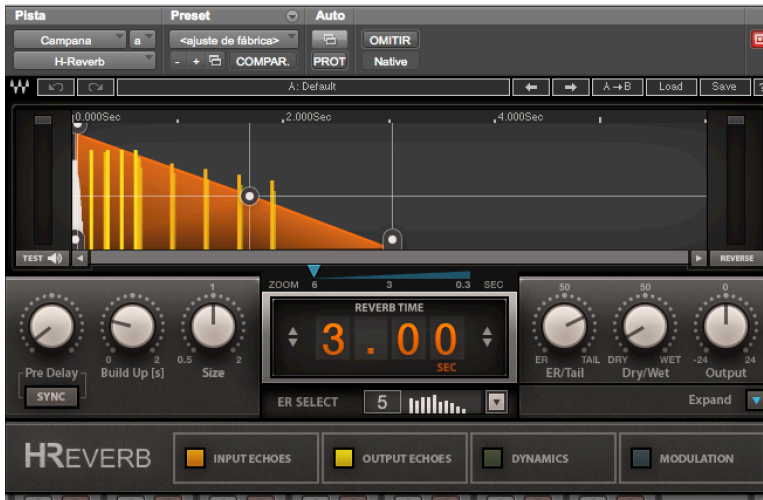 Pista Preset Auto
Campana a <ajuste de fábrica> OMITIR
H-Reverb - + COMPAR. PROT Native
A: Default A→B Load Save ?
0.000Sec 2.000Sec 4.000Sec
TEST REVERSE
ZOOM 6 3 0.3 SEC
REVERB TIME
3.00
SEC
1 50 50 0
0 2 0.5 2 ER TAIL DRY WET -24 24
Pre Delay Build Up [s] Size ER/Tail Dry/Wet Output
SYNC ER SELECT 5 Expand
HREVERB INPUT ECHOES OUTPUT ECHOES DYNAMICS MODULATION